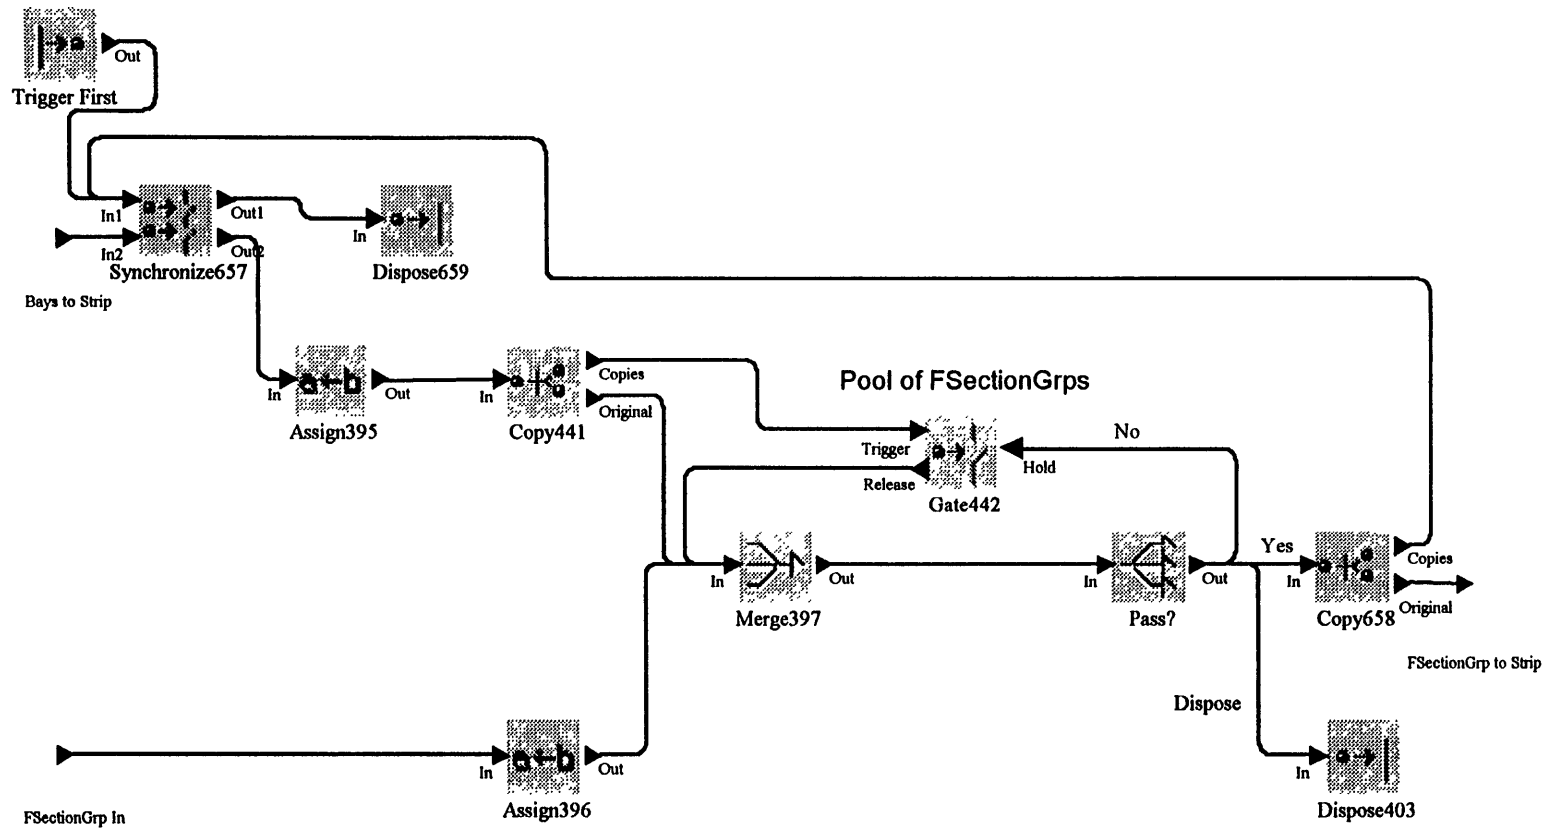 Out
Trigger First
In1
Out1
In2
Out2
In
Synchronize657
Dispose659
Bays to Strip
In
Out
In
Copies
Original
Assign395
Copy441
Pool of FSectionGrps
Trigger
No
Hold
Release
Gate442
In
Out
In
Out
Yes
In
Copies
Original
Merge397
Pass?
Copy658
FSectionGrp to Strip
Dispose
In
Out
In
Assign396
Dispose403
FSectionGrp In